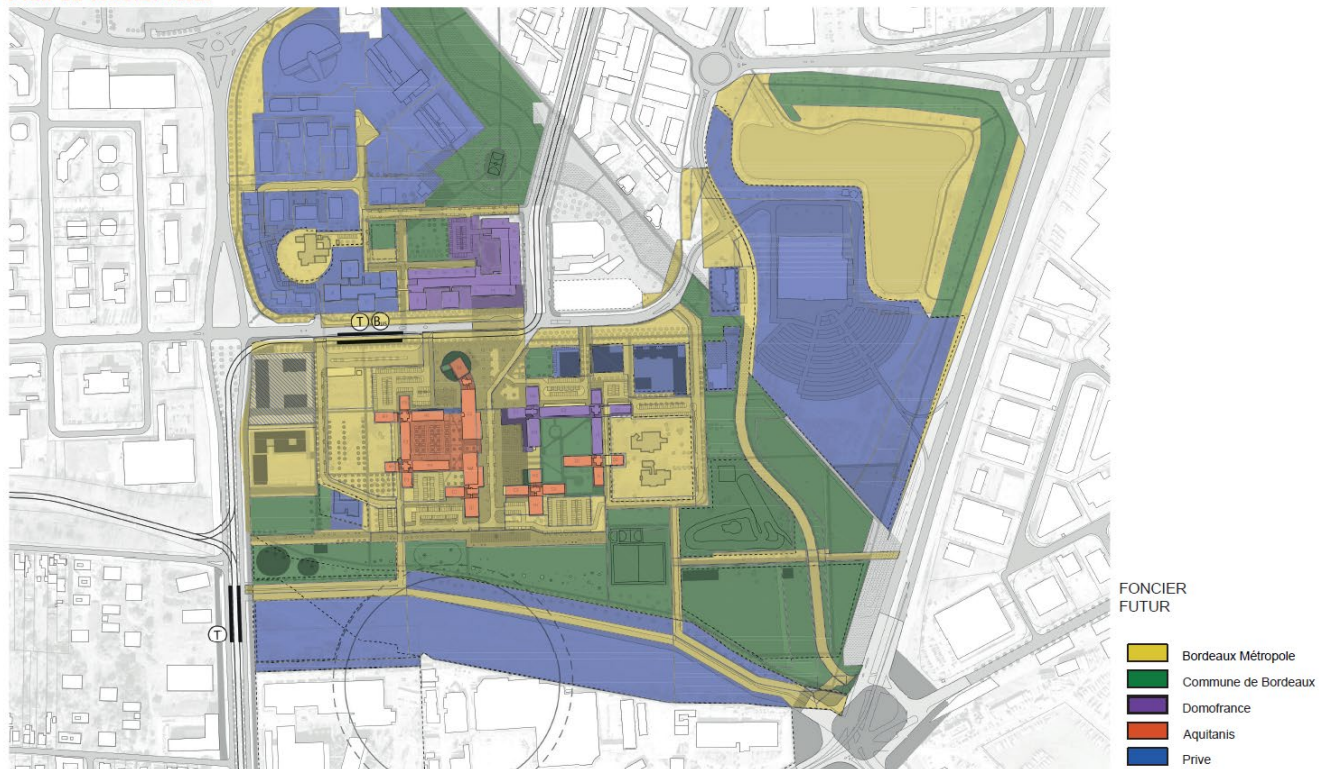 T
B
T
FONCIER
FUTUR
Bordeaux Métropole
Commune de Bordeaux
Domofrance
Aquitanis
Prive